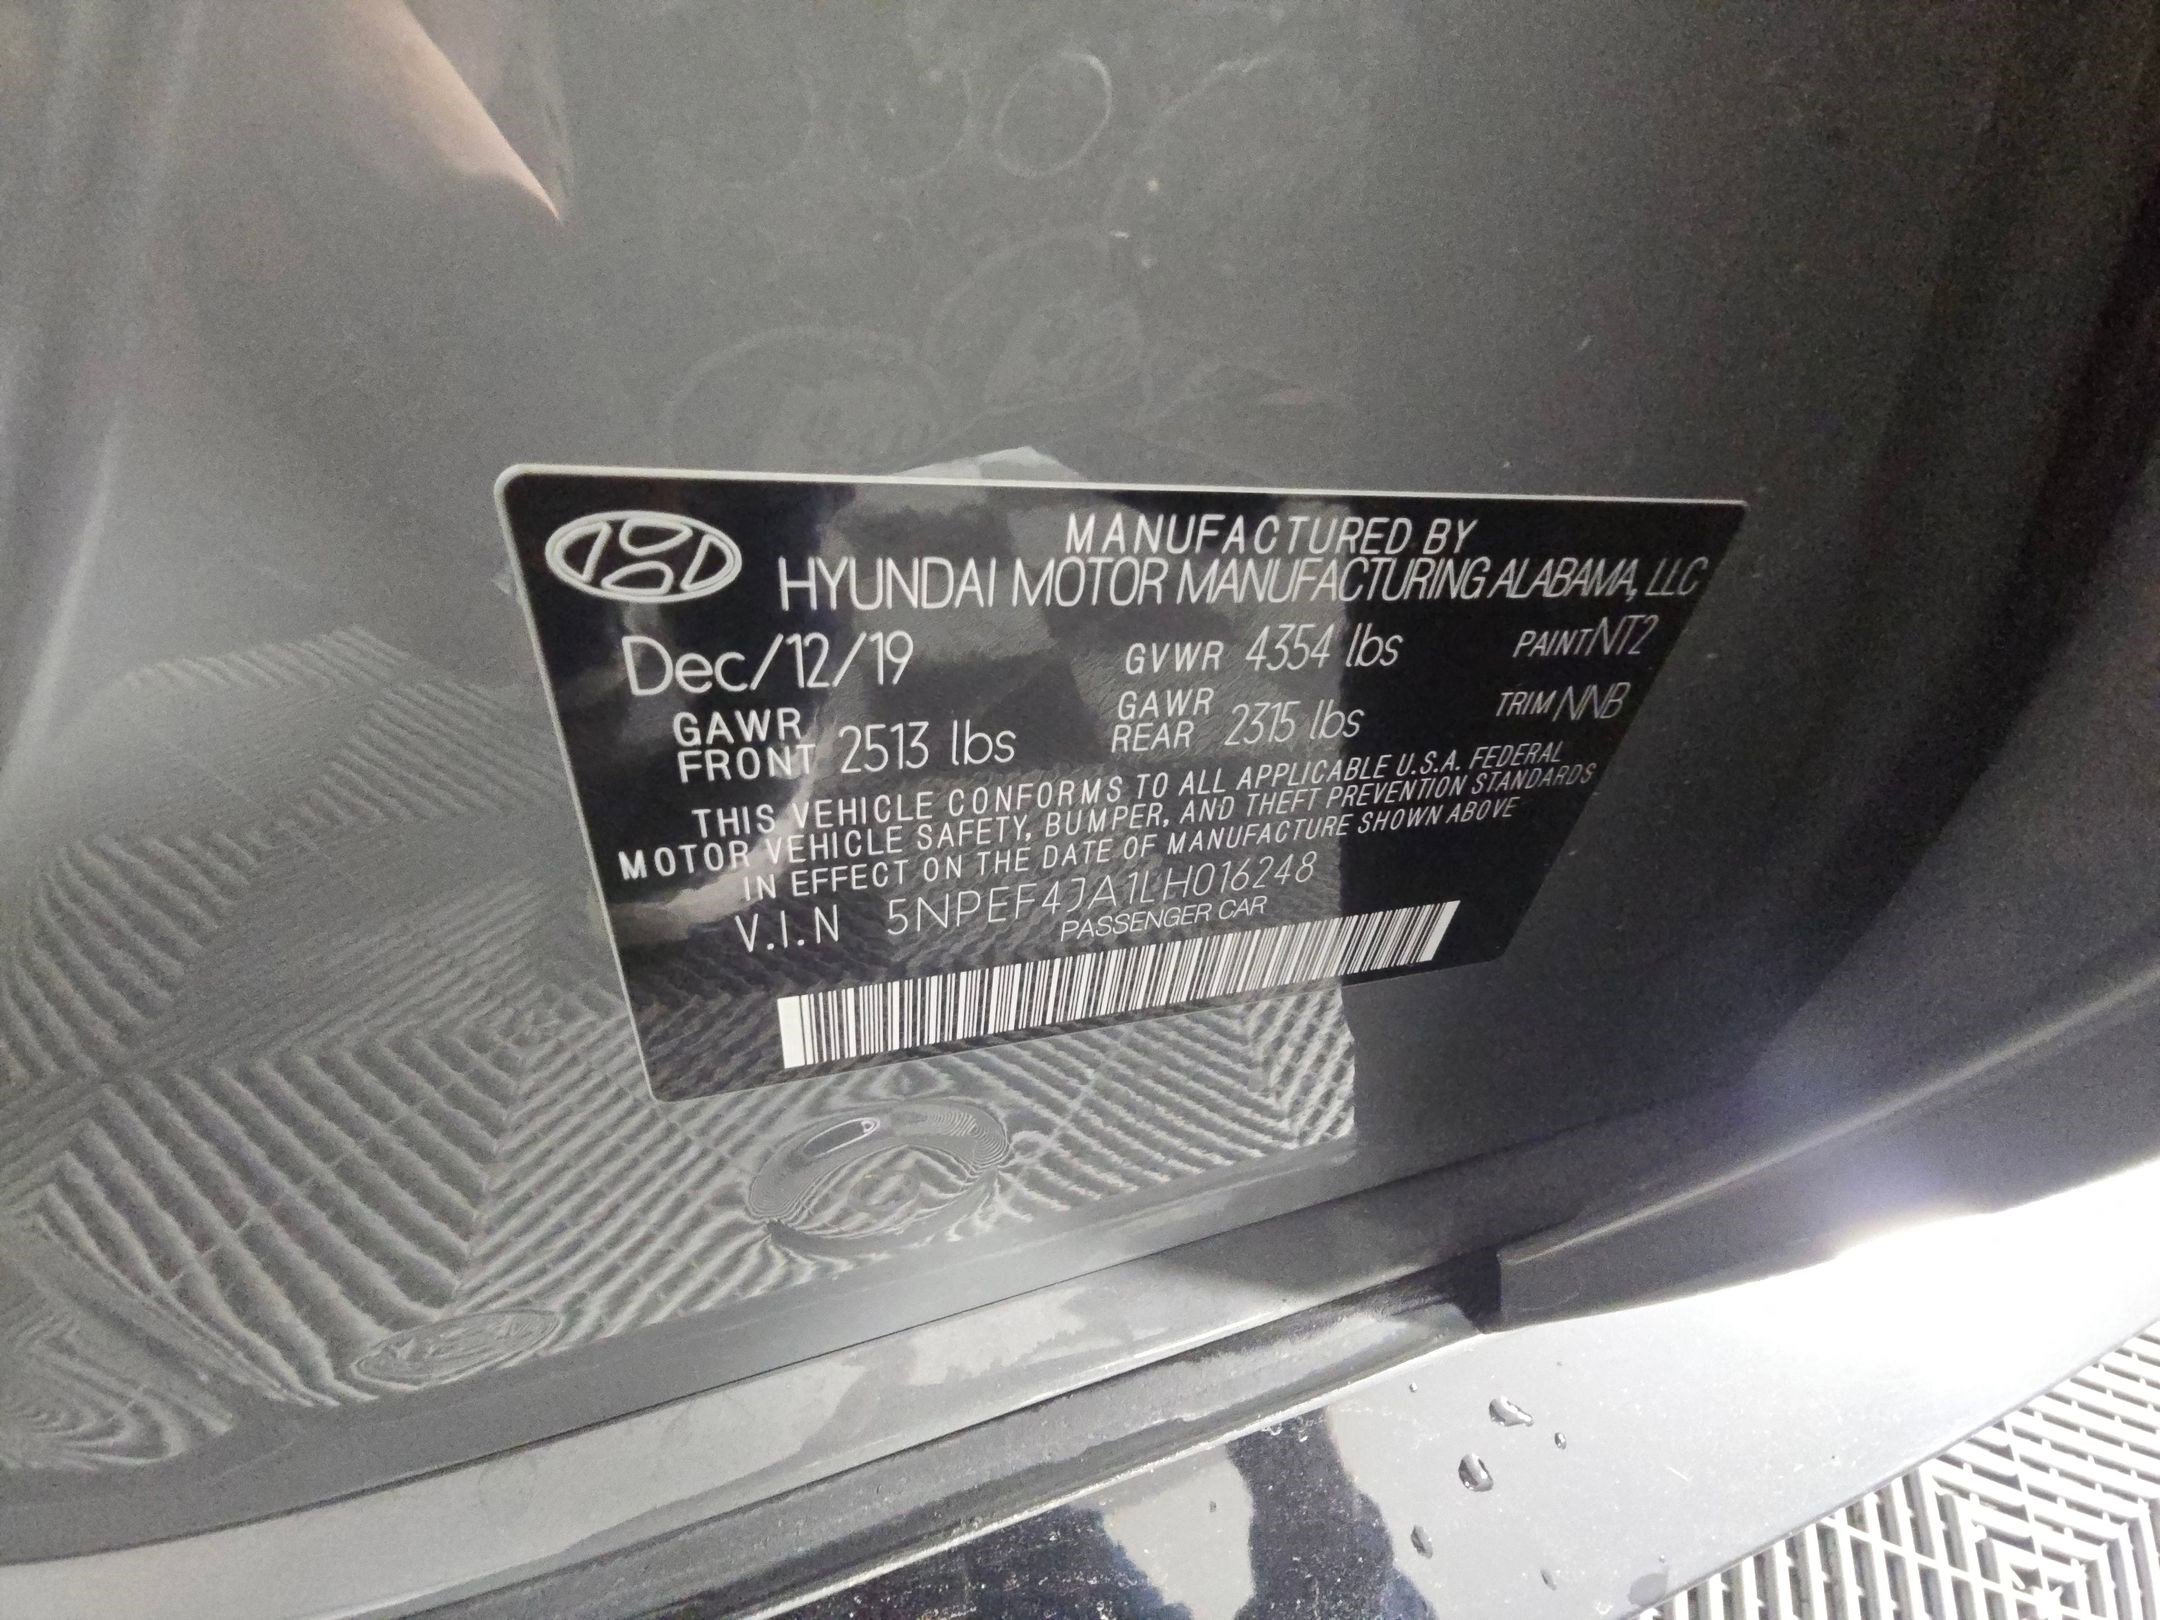 MANUFACTURED BY
HYUNDAI MOTOR MANUFACTURING ALABAMA, LLC
Dec/12/19 GVWR 4354 lbs PAINT NT2
GAWR FRONT 2513 lbs GAWR REAR 2315 lbs TRIM NNB
THIS VEHICLE CONFORMS TO ALL APPLICABLE U.S.A. FEDERAL
MOTOR VEHICLE SAFETY, BUMPER, AND THEFT PREVENTION STANDARDS
IN EFFECT ON THE DATE OF MANUFACTURE SHOWN ABOVE
V.I.N 5NPEF4JA1LH016248
PASSENGER CAR